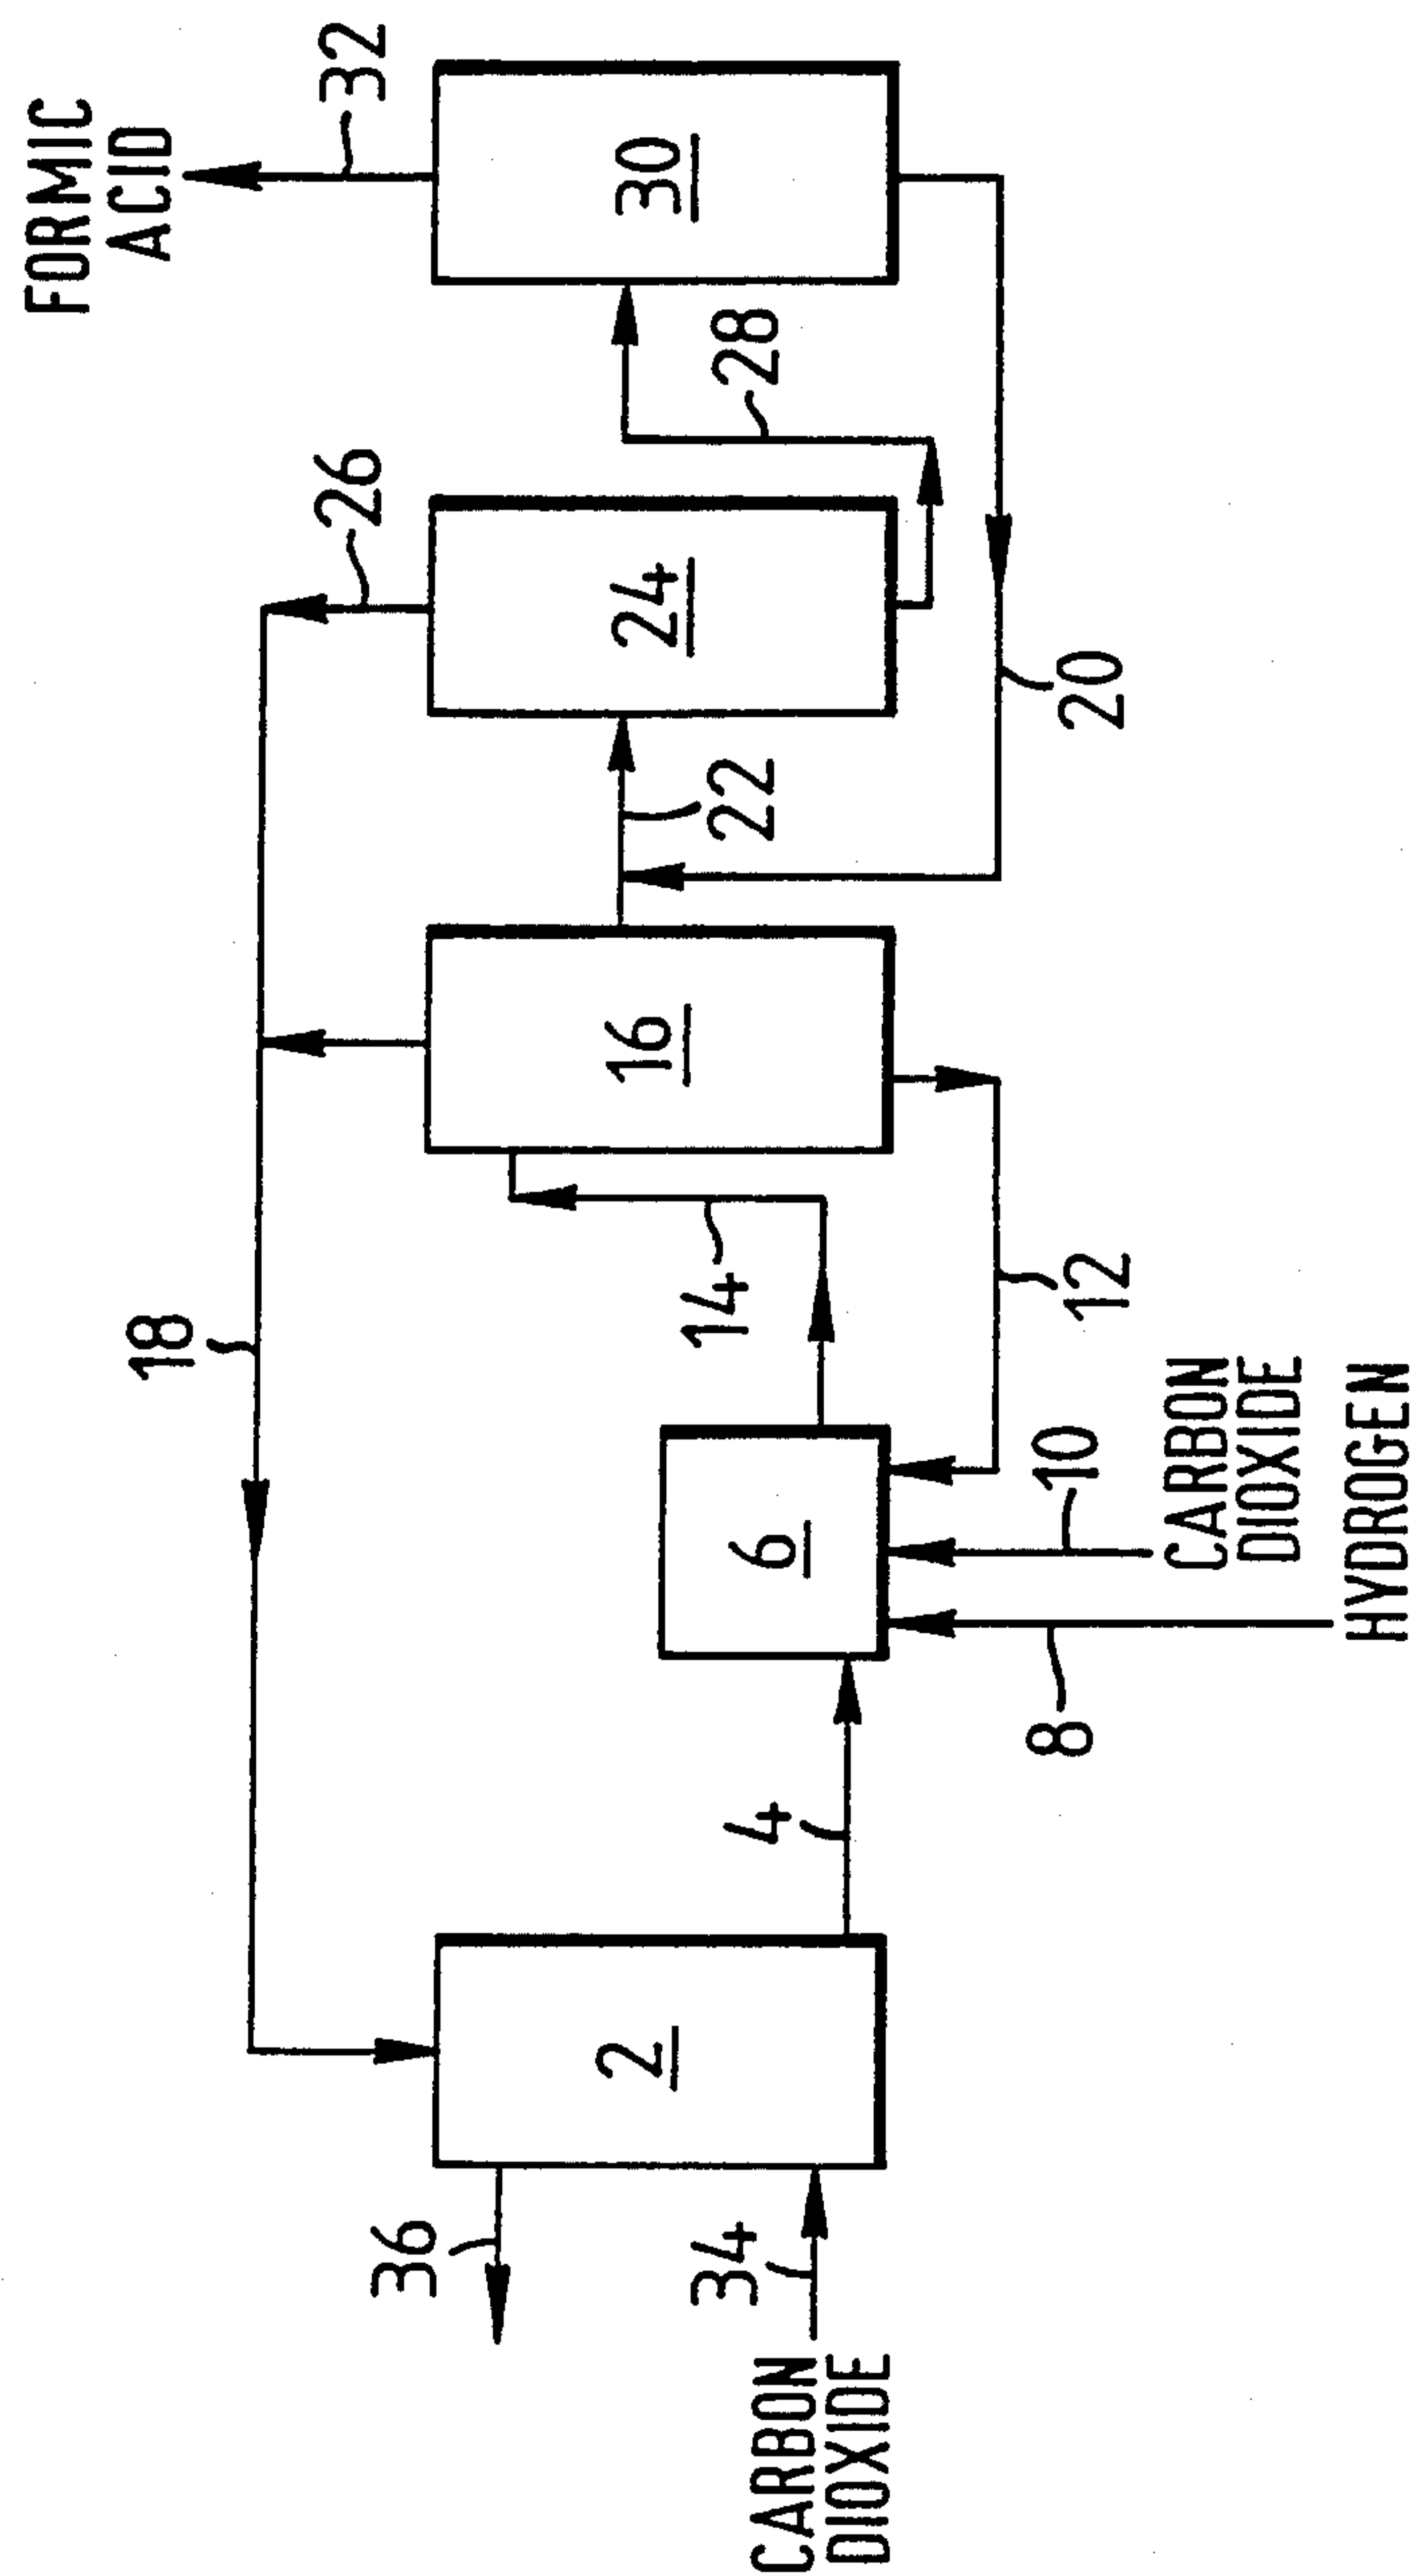 FORMIC
ACID
32
30
28
26
24
20
22
16
18
14
12
6
10
CARBON
DIOXIDE
HYDROGEN
8
4
2
36
34
CARBON
DIOXIDE